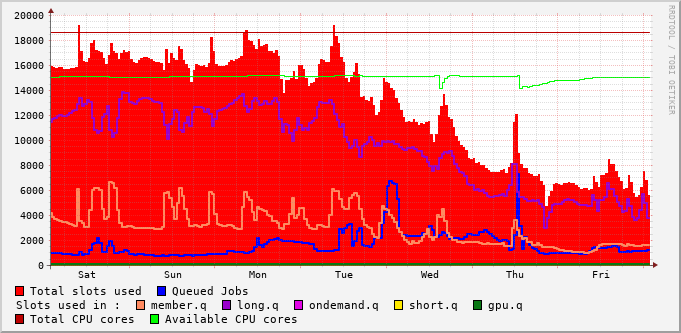 RRDTOOL / TOBI OETIKER
20000
18000
16000
14000
12000
10000
8000
6000
4000
2000
0
Sat Sun Mon Tue Wed Thu Fri
Total slots used Queued Jobs
Slots used in : member.q long.q ondemand.q short.q gpu.q
Total CPU cores Available CPU cores